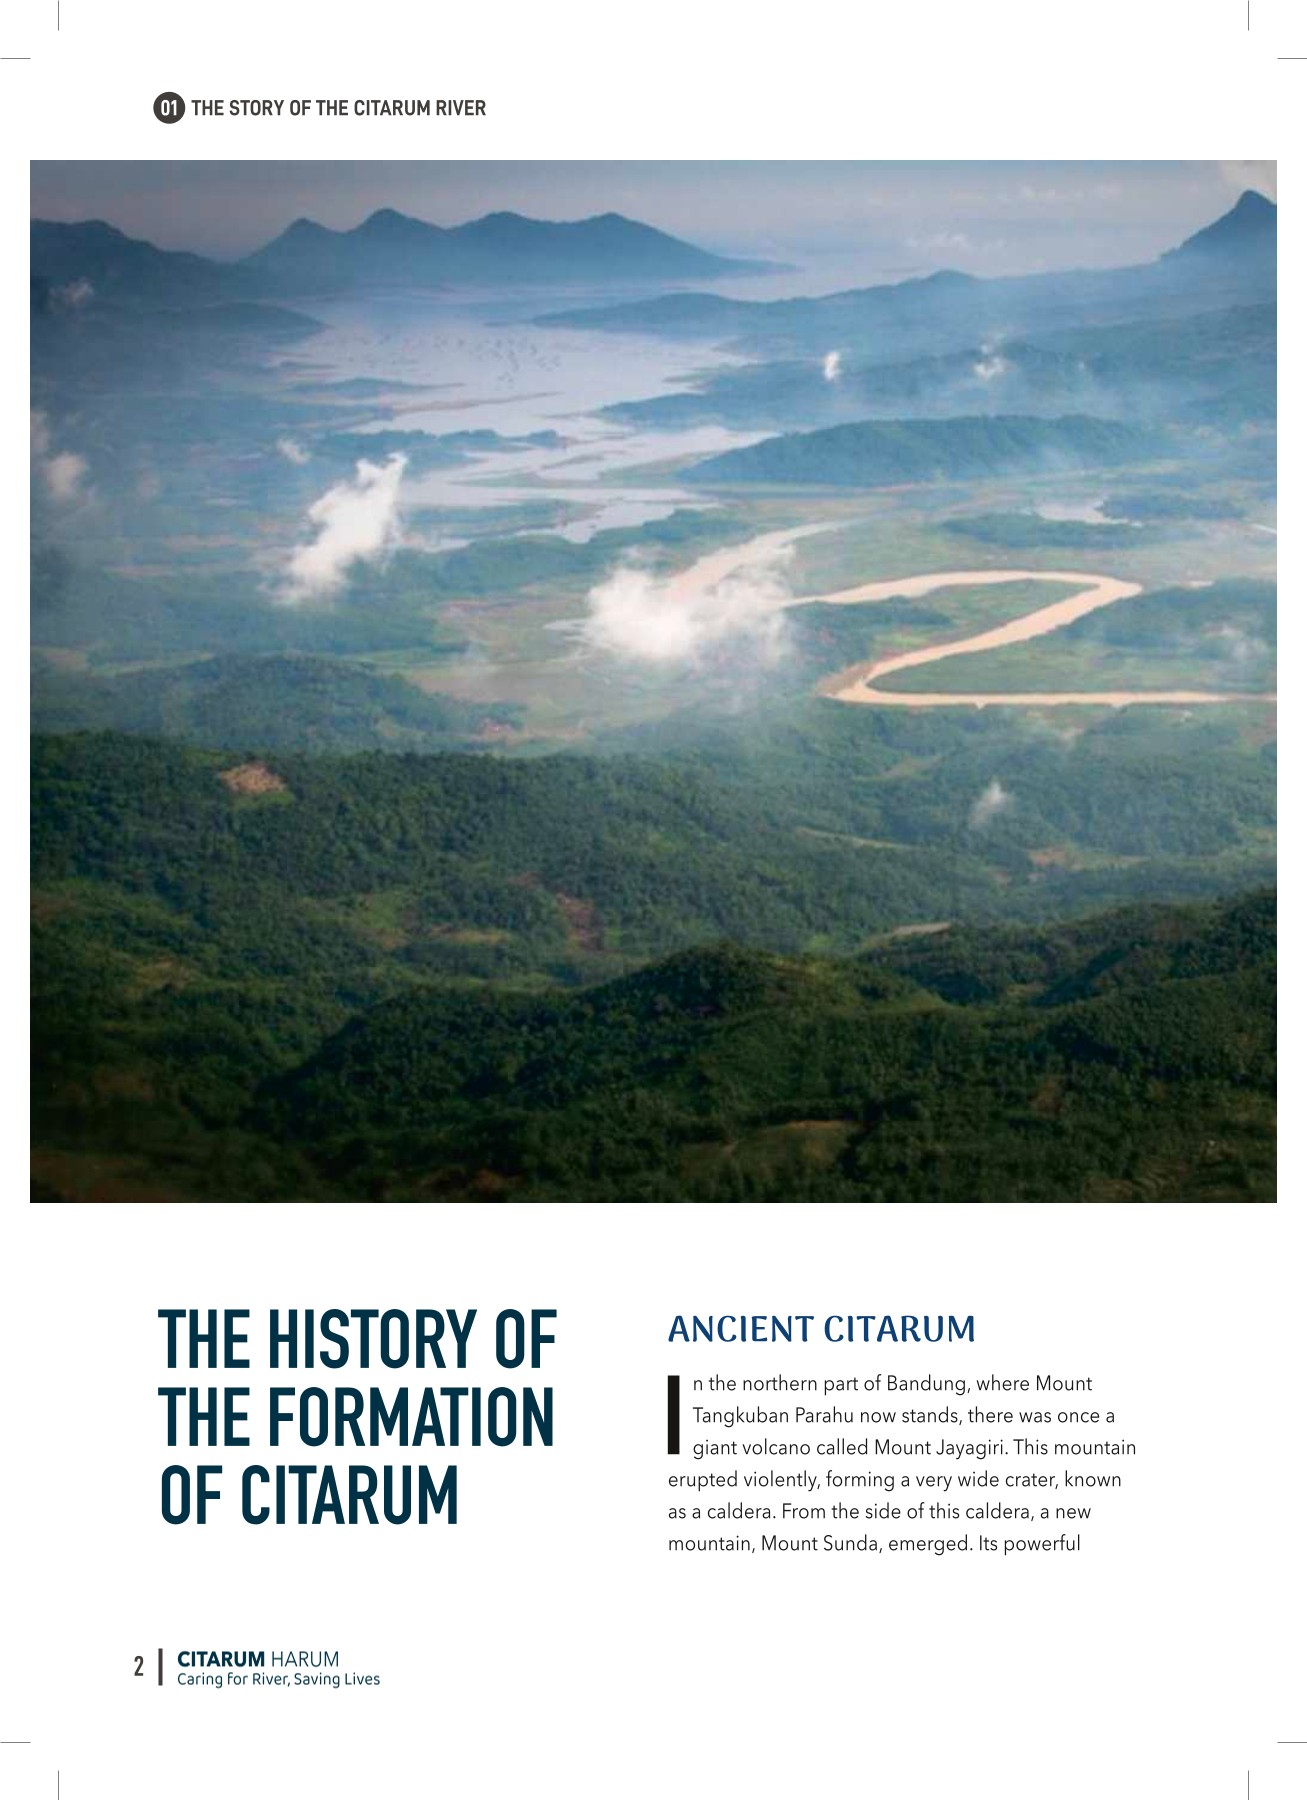 01 THE STORY OF THE CITARUM RIVER
THE HISTORY OF
THE FORMATION
OF CITARUM
ANCIENT CITARUM
In the northern part of Bandung, where Mount
Tangkuban Parahu now stands, there was once a
giant volcano called Mount Jayagiri. This mountain
erupted violently, forming a very wide crater, known
as a caldera. From the side of this caldera, a new
mountain, Mount Sunda, emerged. Its powerful
2
CITARUM HARUM
Caring for River, Saving Lives